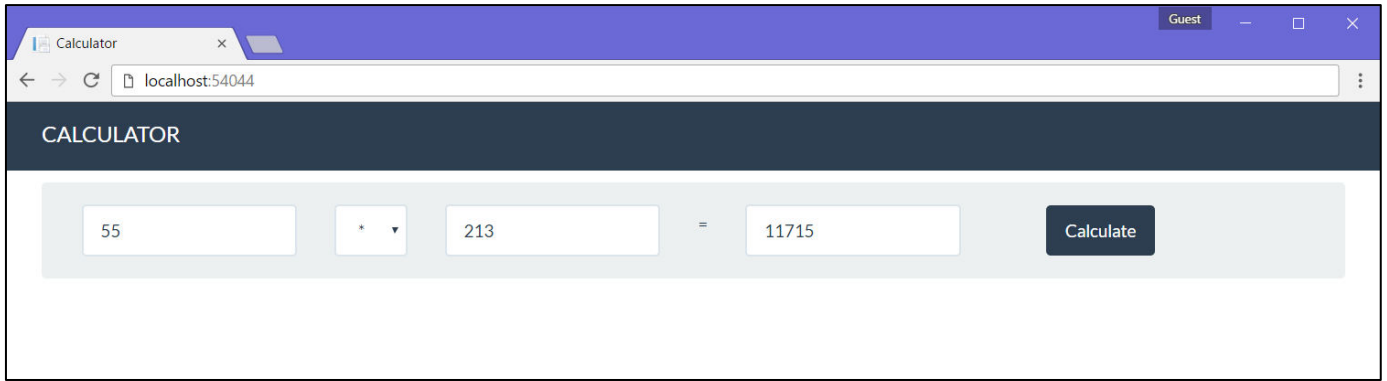 Guest
Calculator
localhost:54044
CALCULATOR
55 * 213 = 11715 Calculate